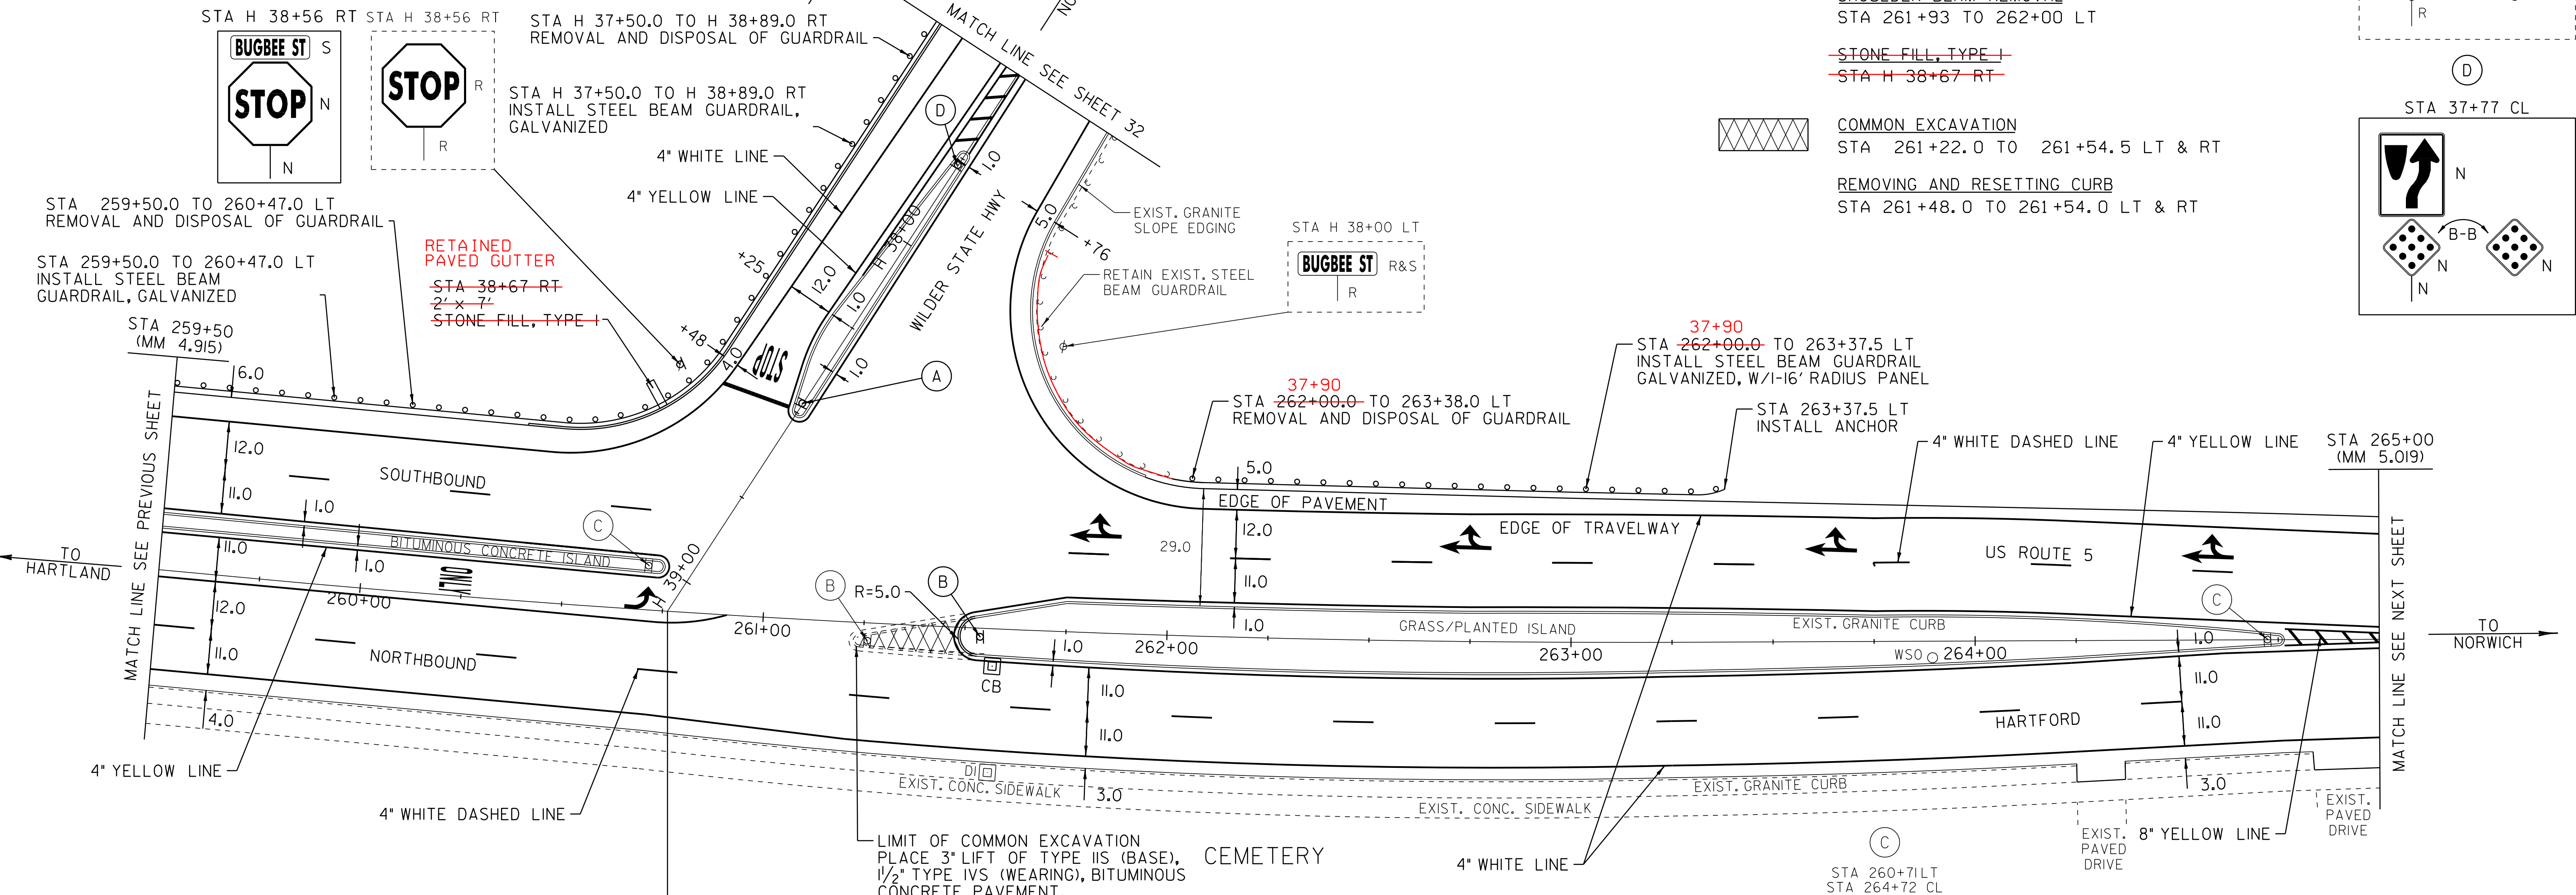 STA H 38+56 RT
BUGBEE ST
S
STOP
N
N
STA H 38+56 RT
STOP
R
R
STA H 37+50.0 TO H 38+89.0 RT
REMOVAL AND DISPOSAL OF GUARDRAIL
STA H 37+50.0 TO H 38+89.0 RT
INSTALL STEEL BEAM GUARDRAIL,
GALVANIZED
4" WHITE LINE
4" YELLOW LINE
MATCH LINE SEE SHEET 32
D
1.0
STA 261+93 TO 262+00 LT
STONE FILL, TYPE I
STA H 38+67 RT
COMMON EXCAVATION
STA 261+22.0 TO 261+54.5 LT & RT
REMOVING AND RESETTING CURB
STA 261+48.0 TO 261+54.0 LT & RT
R
D
STA 37+77 CL
N
B-B
N
N
N
STA 259+50.0 TO 260+47.0 LT
REMOVAL AND DISPOSAL OF GUARDRAIL
STA 259+50.0 TO 260+47.0 LT
INSTALL STEEL BEAM
GUARDRAIL, GALVANIZED
RETAINED
PAVED GUTTER
STA 38+67 RT
2' x 7'
STONE FILL, TYPE I
STA 259+50
(MM 4.915)
6.0
+25
+48
4.0
12.0
1.0
H 38+00
1.0
STOP
A
WILDER STATE HWY
5.0
+76
EXIST. GRANITE
SLOPE EDGING
RETAIN EXIST. STEEL
BEAM GUARDRAIL
STA H 38+00 LT
BUGBEE ST
R&S
R
37+90
STA 262+00.0 TO 263+38.0 LT
REMOVAL AND DISPOSAL OF GUARDRAIL
37+90
STA 262+00.0 TO 263+37.5 LT
INSTALL STEEL BEAM GUARDRAIL
GALVANIZED, W/1-16' RADIUS PANEL
STA 263+37.5 LT
INSTALL ANCHOR
4" WHITE DASHED LINE
4" YELLOW LINE
STA 265+00
(MM 5.019)
MATCH LINE SEE PREVIOUS SHEET
TO
HARTLAND
12.0
11.0
SOUTHBOUND
1.0
C
BITUMINOUS CONCRETE ISLAND
11.0
1.0
ONLY
H 39+00
260+00
12.0
11.0
NORTHBOUND
4.0
4" YELLOW LINE
4" WHITE DASHED LINE
261+00
B
R=5.0
B
5.0
EDGE OF PAVEMENT
12.0
EDGE OF TRAVELWAY
29.0
11.0
US ROUTE 5
1.0
262+00
1.0
GRASS/PLANTED ISLAND
EXIST. GRANITE CURB
C
1.0
263+00
WSO
264+00
CB
11.0
11.0
11.0
11.0
HARTFORD
DI
EXIST. CONC. SIDEWALK
3.0
EXIST. CONC. SIDEWALK
EXIST. GRANITE CURB
3.0
MATCH LINE SEE NEXT SHEET
TO
NORWICH
LIMIT OF COMMON EXCAVATION
PLACE 3" LIFT OF TYPE IIS (BASE),
1 1/2" TYPE IVS (WEARING), BITUMINOUS
CONCRETE PAVEMENT
CEMETERY
4" WHITE LINE
C
STA 260+71LT
STA 264+72 CL
EXIST.
PAVED
DRIVE
8" YELLOW LINE
EXIST.
PAVED
DRIVE